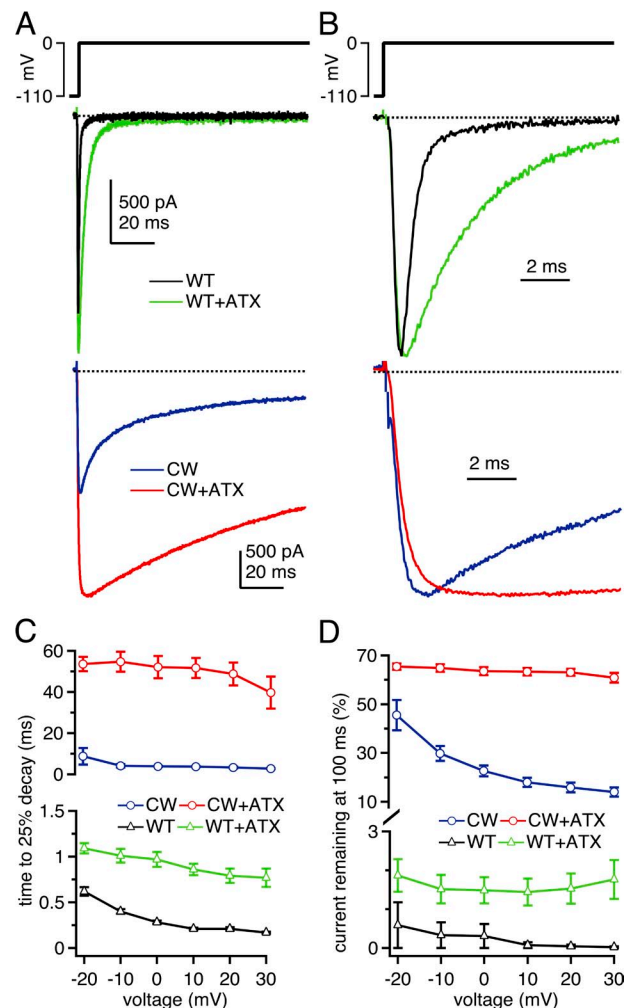 A
B
0
mV
-110
0
mV
-110
500 pA
20 ms
WT
WT+ATX
2 ms
CW
CW+ATX
500 pA
20 ms
2 ms
C
60
40
20
0
1.5
1
0.5
0
time to 25% decay (ms)
CW
CW+ATX
WT
WT+ATX
-20 -10 0 10 20 30
voltage (mV)
D
70
50
30
10
3
0
current remaining at 100 ms (%)
CW
CW+ATX
WT
WT+ATX
-20 -10 0 10 20 30
voltage (mV)